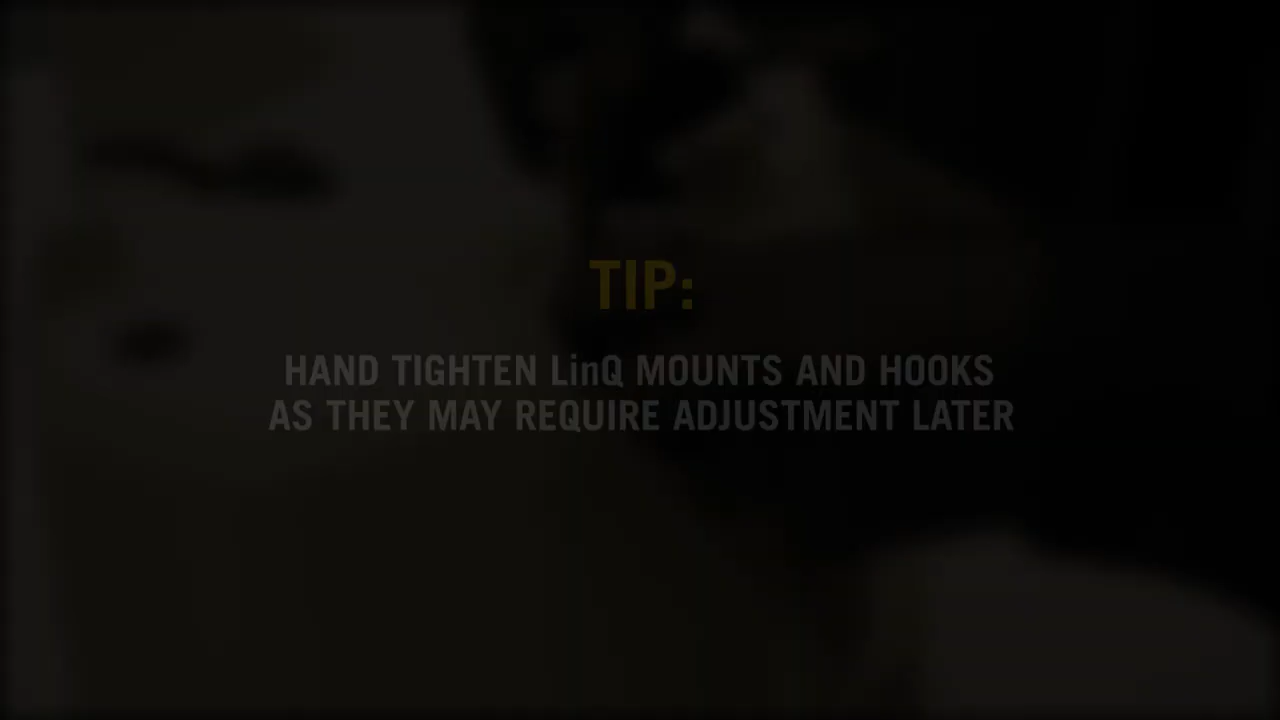 TIP:
HAND TIGHTEN LinQ MOUNTS AND HOOKS
AS THEY MAY REQUIRE ADJUSTMENT LATER